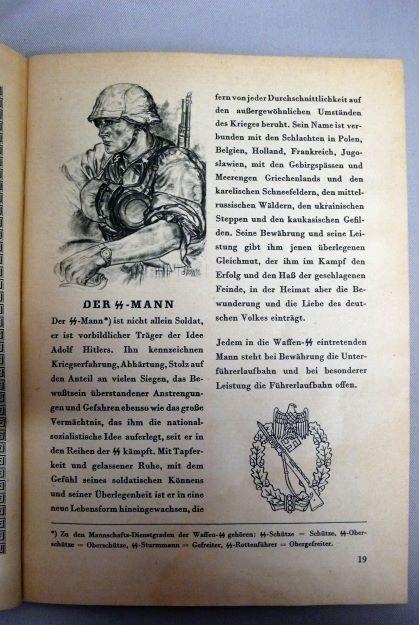 DER ᛋᛋ-MANN
Der ᛋᛋ-Mann*) ist nicht allein Soldat,
er ist vorbildlicher Träger der Idee
Adolf Hitlers. Ihn kennzeichnen
Kriegserfahrung, Abhärtung, Stolz auf
den Anteil an vielen Siegen, das Be-
wußtsein überstandener Anstrengun-
gen und Gefahren ebenso wie das große
Vermächtnis, das ihm die national-
sozialistische Idee auferlegt, seit er in
den Reihen der ᛋᛋ kämpft. Mit Tapfer-
keit und gelassener Ruhe, mit dem
Gefühl seines soldatischen Könnens
und seiner Überlegenheit ist er in eine
neue Lebensform hineingewachsen, die
fern von jeder Durchschnittlichkeit auf
den außergewöhnlichen Umständen
des Krieges beruht. Sein Name ist ver-
bunden mit den Schlachten in Polen,
Belgien, Holland, Frankreich, Jugo-
slawien, mit den Gebirgspässen und
Meerengen Griechenlands und den
karelischen Schneefeldern, den mittel-
russischen Wäldern, den ukrainischen
Steppen und den kaukasischen Gefil-
den. Seine Bewährung und seine Lei-
stung gibt ihm jenen überlegenen
Gleichmut, der ihm im Kampf den
Erfolg und den Haß der geschlagenen
Feinde, in der Heimat aber die Be-
wunderung und die Liebe des deut-
schen Volkes einträgt.
Jedem in die Waffen-ᛋᛋ eintretenden
Mann steht bei Bewährung die Unter-
führerlaufbahn und bei besonderer
Leistung die Führerlaufbahn offen.
*) Zu den Mannschafts-Dienstgraden der Waffen-ᛋᛋ gehören: ᛋᛋ-Schütze = Schütze, ᛋᛋ-Ober-
schütze = Oberschütze, ᛋᛋ-Sturmmann = Gefreiter, ᛋᛋ-Rottenführer = Obergefreiter.
19